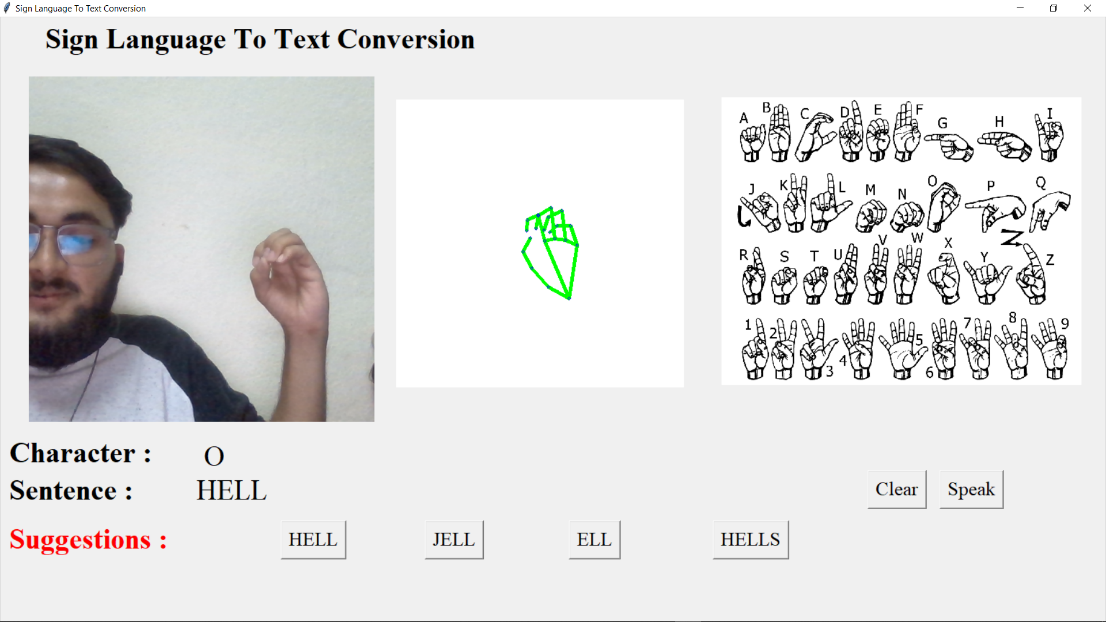 Sign Language To Text Conversion
Sign Language To Text Conversion
A B C D E F G H I
J K L M N O P Q
R S T U V W X Y Z
1 2 3 4 5 6 7 8 9
Character : O
Sentence : HELL
Clear Speak
Suggestions : HELL JELL ELL HELLS